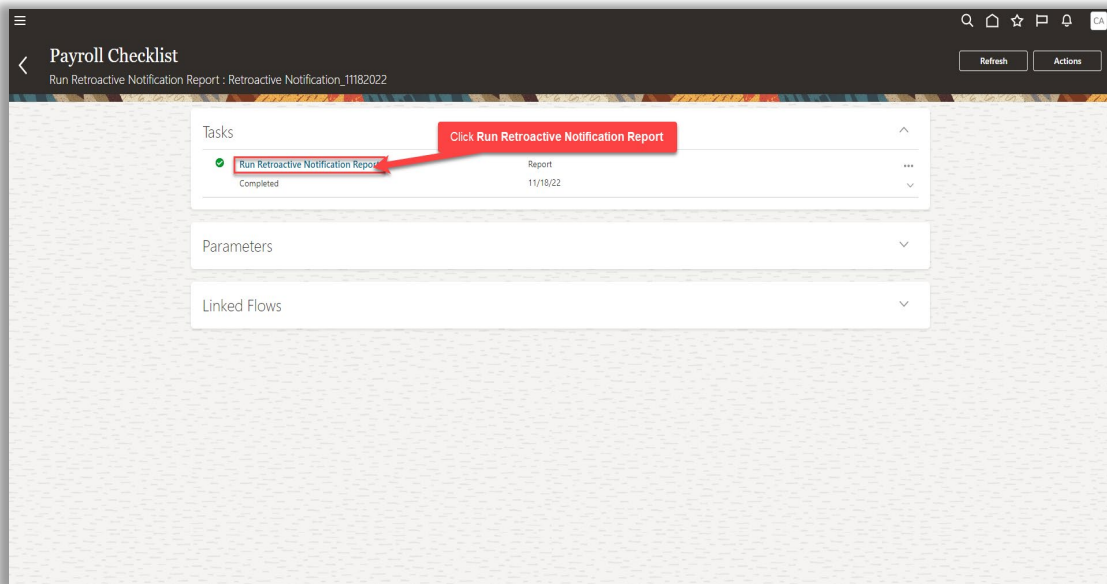 CA
Payroll Checklist
Run Retroactive Notification Report : Retroactive Notification_11182022
Refresh
Actions
Tasks
Click Run Retroactive Notification Report
Run Retroactive Notification Report
Report
Completed
11/18/22
Parameters
Linked Flows